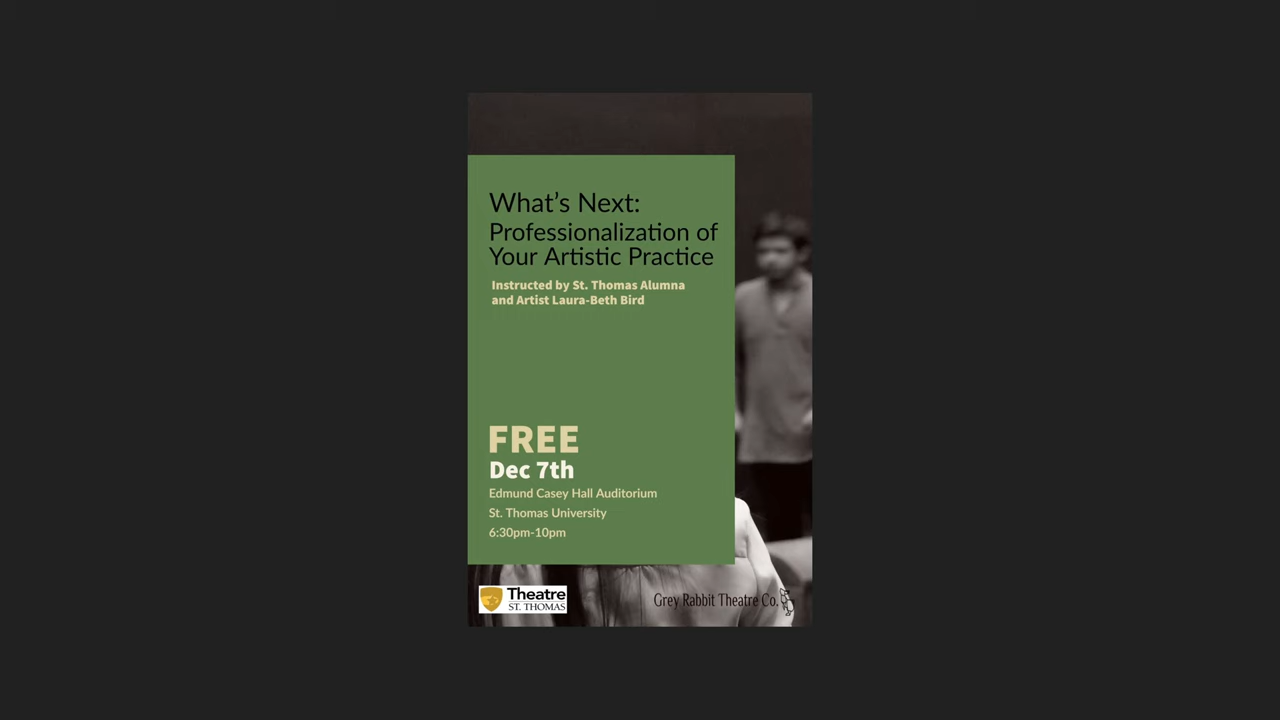 What's Next:
Professionalization of
Your Artistic Practice
Instructed by St. Thomas Alumna
and Artist Laura-Beth Bird
FREE
Dec 7th
Edmund Casey Hall Auditorium
St. Thomas University
6:30pm-10pm
Theatre
ST. THOMAS
Grey Rabbit Theatre Co.